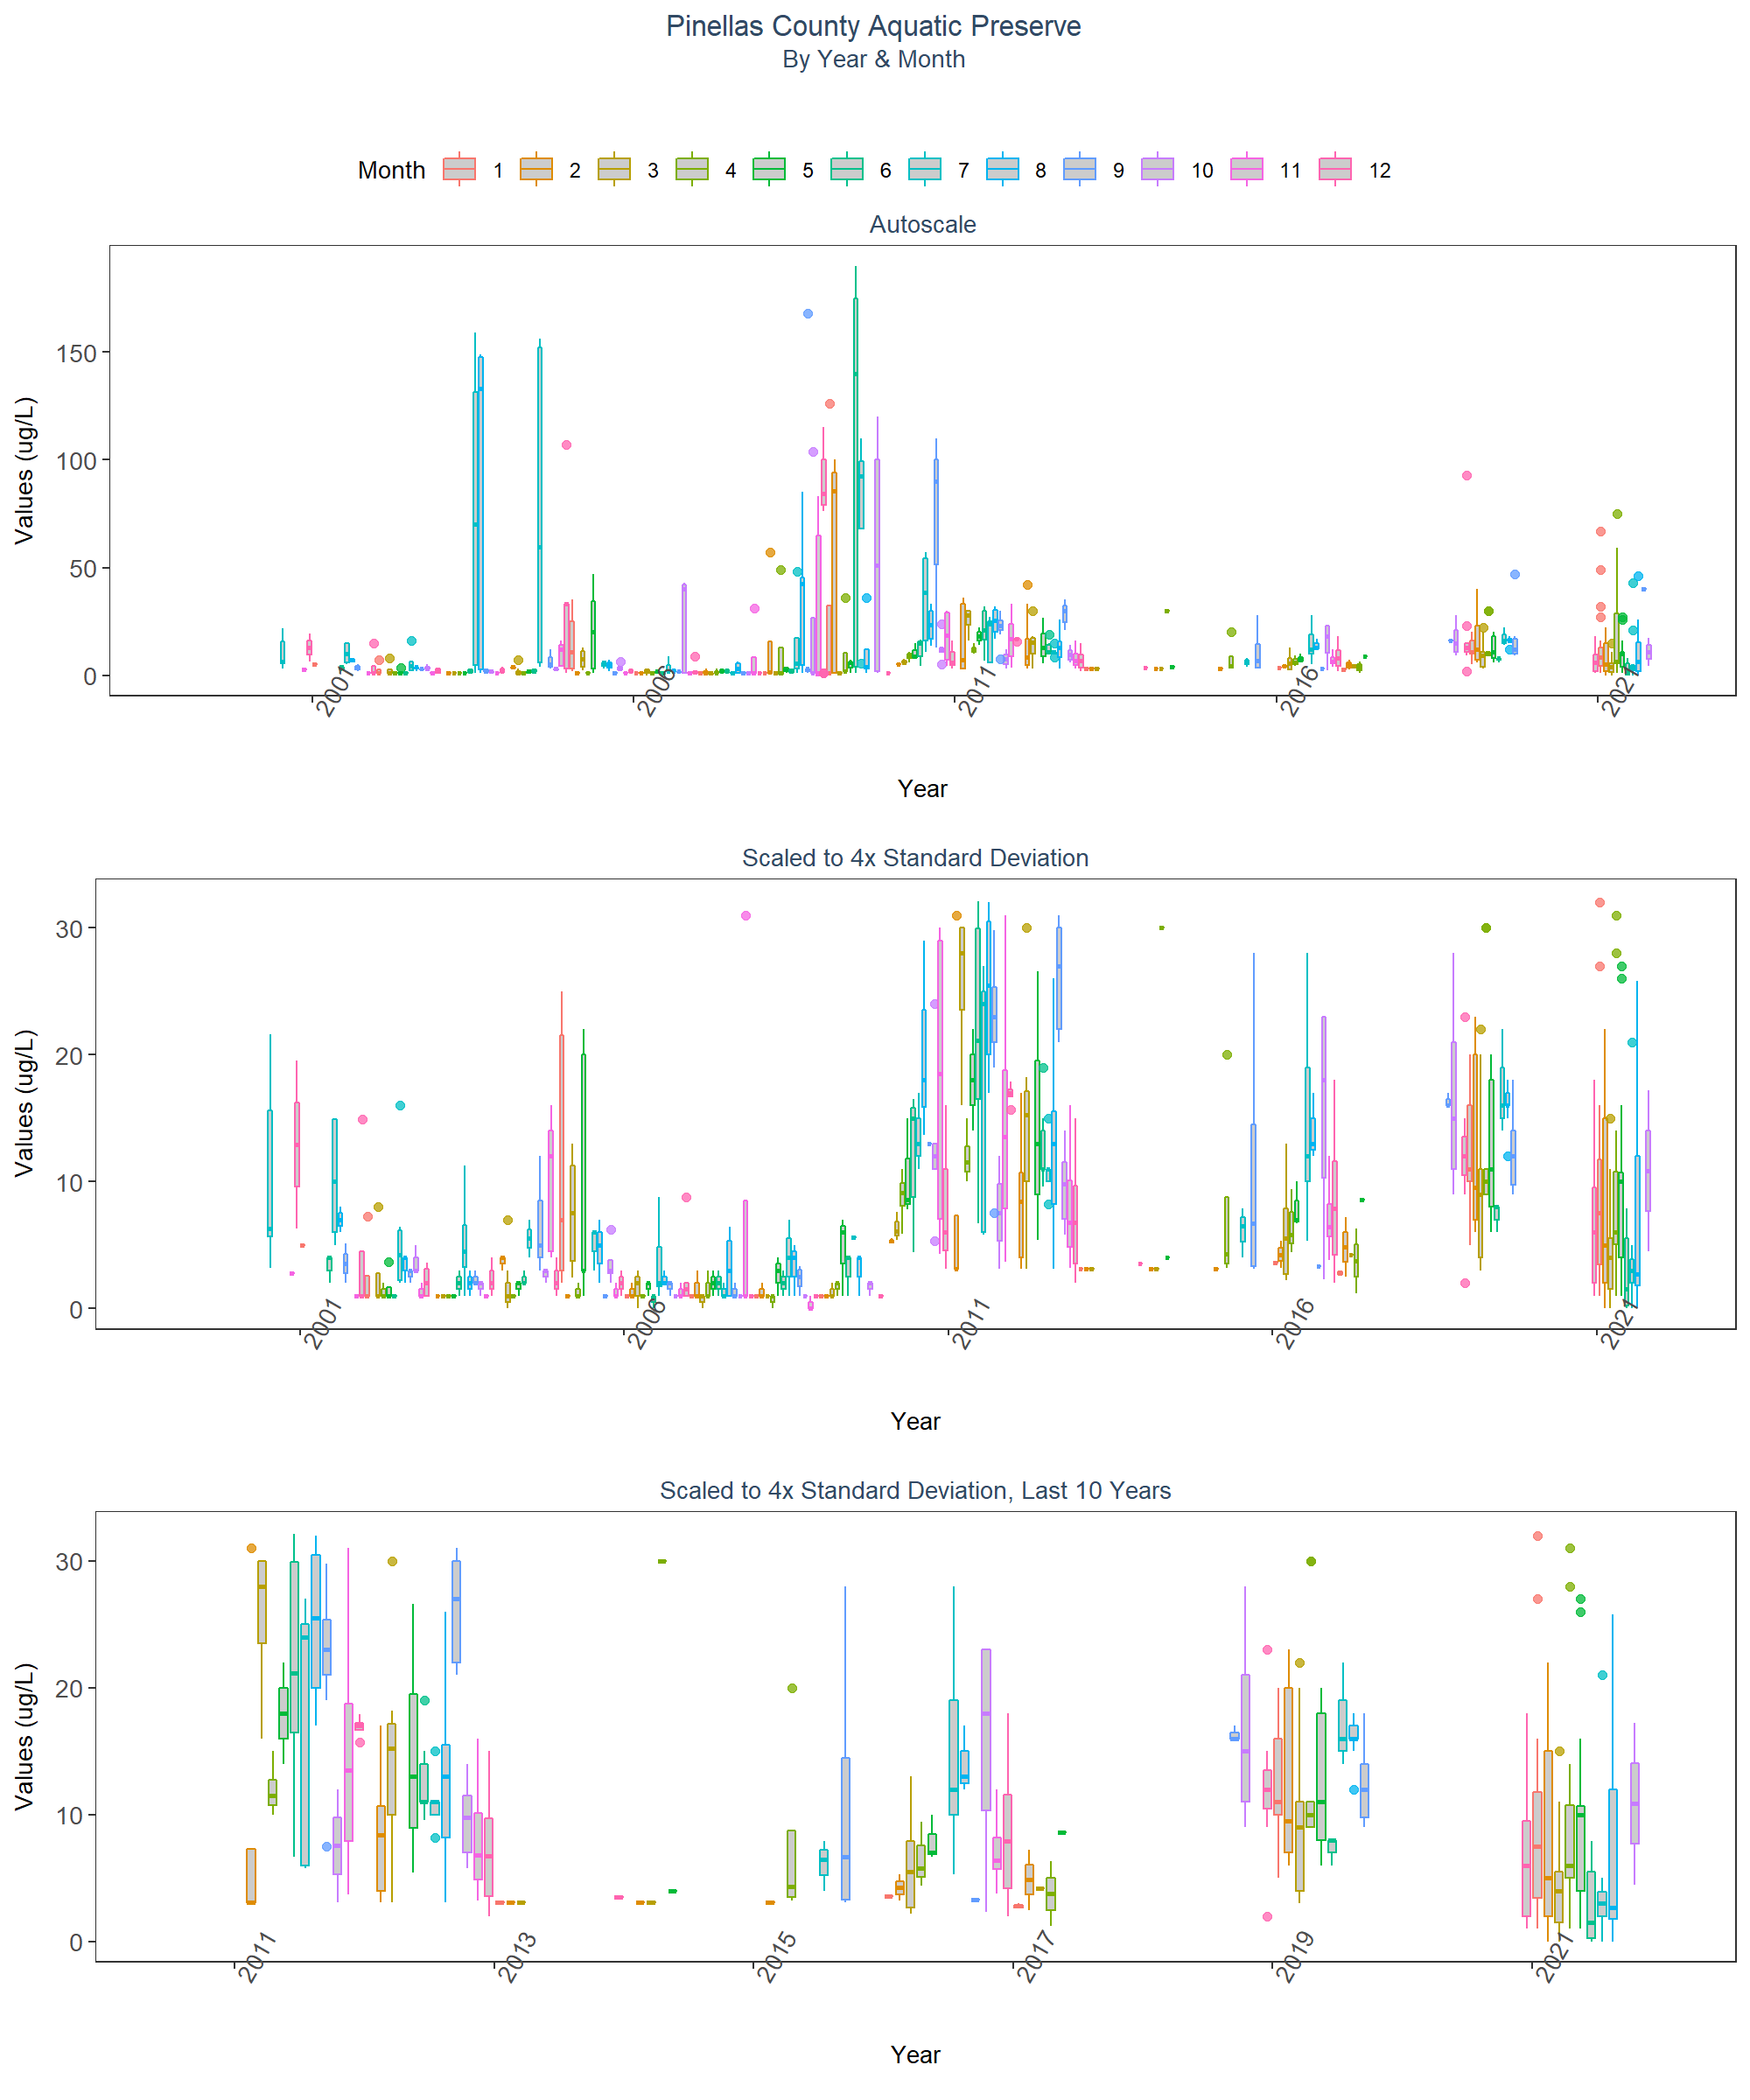 Pinellas County Aquatic Preserve
By Year & Month
Month 1 2 3 4 5 6 7 8 9 10 11 12
Autoscale
Values (ug/L)
150
100
50
0
2001 2006 2011 2016 2021
Year
Scaled to 4x Standard Deviation
Values (ug/L)
30
20
10
0
2001 2006 2011 2016 2021
Year
Scaled to 4x Standard Deviation, Last 10 Years
Values (ug/L)
30
20
10
0
2011 2013 2015 2017 2019 2021
Year